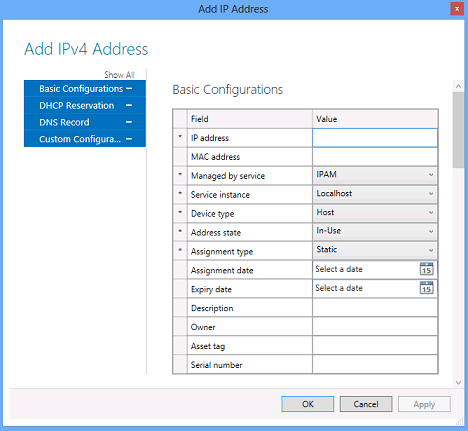 Add IP Address
x
Add IPv4 Address
Show All
Basic Configurations –
DHCP Reservation –
DNS Record –
Custom Configura... –
Basic Configurations
Field Value
* IP address
MAC address
* Managed by service IPAM
* Service instance Localhost
* Device type Host
* Address state In-Use
* Assignment type Static
Assignment date Select a date 15
Expiry date Select a date 15
Description
Owner
Asset tag
Serial number
OK Cancel Apply